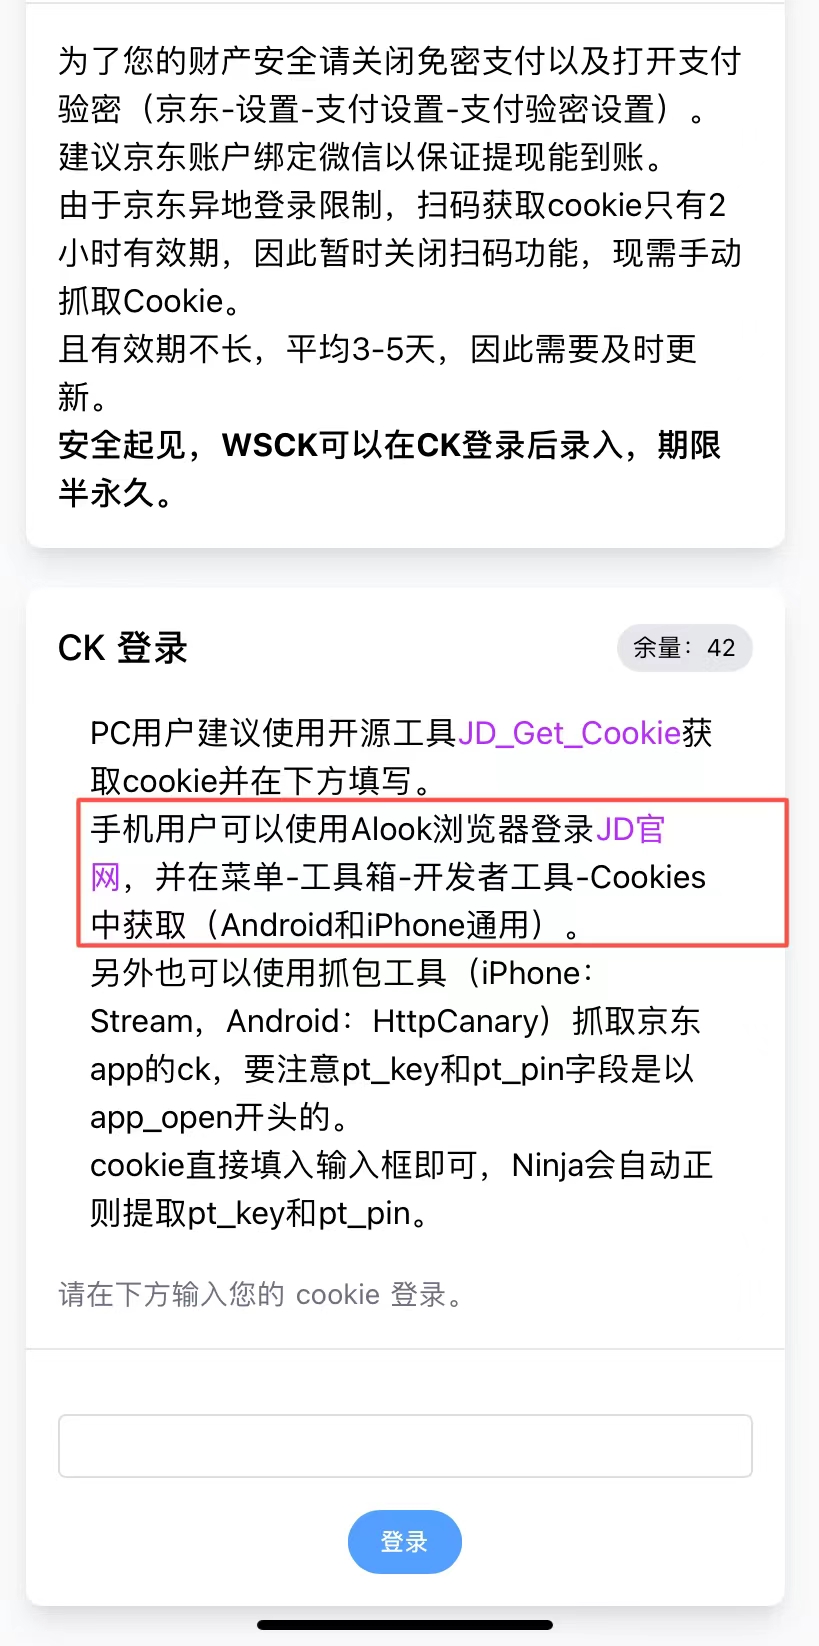 为了您的财产安全请关闭免密支付以及打开支付
验密（京东-设置-支付设置-支付验密设置）。
建议京东账户绑定微信以保证提现能到账。
由于京东异地登录限制，扫码获取cookie只有2
小时有效期，因此暂时关闭扫码功能，现需手动
抓取Cookie。
且有效期不长，平均3-5天，因此需要及时更
新。
安全起见，WSCK可以在CK登录后录入，期限
半永久。
CK 登录
余量：42
PC用户建议使用开源工具JD_Get_Cookie获
取cookie并在下方填写。
手机用户可以使用Alook浏览器登录JD官
网，并在菜单-工具箱-开发者工具-Cookies
中获取（Android和iPhone通用）。
另外也可以使用抓包工具（iPhone：
Stream，Android：HttpCanary）抓取京东
app的ck，要注意pt_key和pt_pin字段是以
app_open开头的。
cookie直接填入输入框即可，Ninja会自动正
则提取pt_key和pt_pin。
请在下方输入您的 cookie 登录。
登录